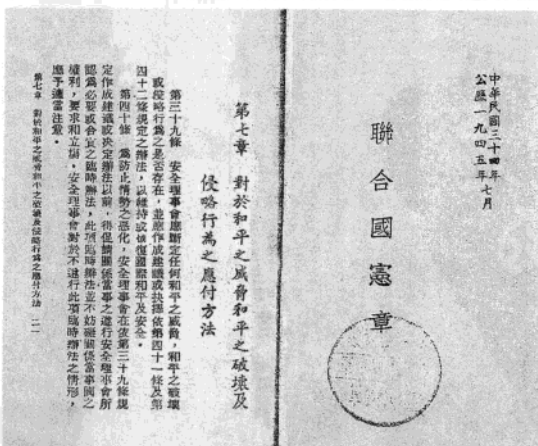 中華民國三十四年
公歷一九四五年七月
聯合國憲章
第七章　對於和平之威脅和平之破壞及
侵略行為之應付方法
第三十九條　安全理事會應斷定任何和平之威脅，和平之破壞
或侵略行為之是否存在，並應作成建議或抉擇依第四十一條及第
四十二條規定之辦法，以維持或恢復國際和平及安全。
第四十條　為防止情勢之惡化，安全理事會在依第三十九條規
定作成建議或決定辦法以前，得促請關係當事之遵行安全理事會所
認為必要或合宜之臨時辦法，此項臨時辦法並不妨礙關係當事國之
權利，要求和立場，安全理事會對於不遵行此項臨時辦法之情形，
應予適當注意。
第七章　對於和平之威脅和平之破壞及侵略行為之應付方法　二一